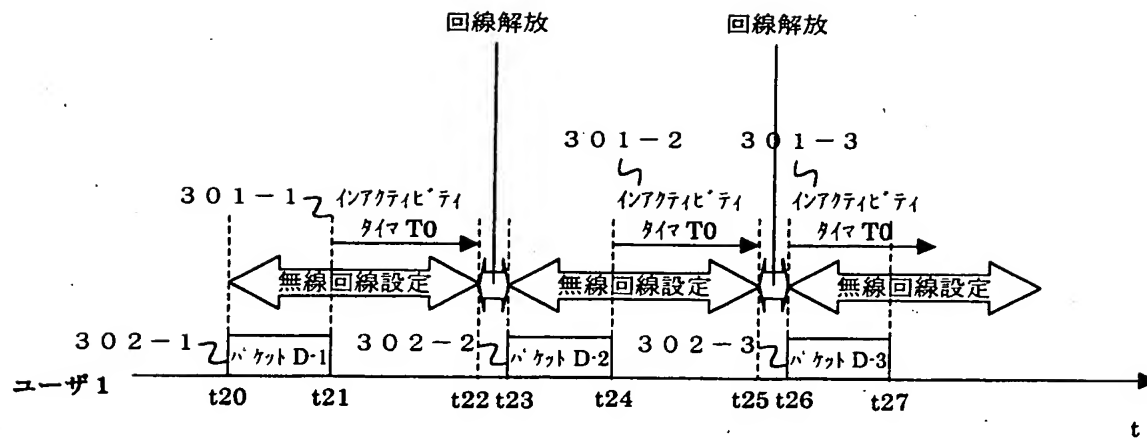 回線解放 回線解放
301-2 301-3
301-1 インアクティビティ インアクティビティ インアクティビティ
タイマ T0 タイマ T0 タイマ T0
無線回線設定 無線回線設定 無線回線設定
302-1 パケット D-1 302-2 パケット D-2 302-3 パケット D-3
ユーザ1
t20 t21 t22 t23 t24 t25 t26 t27
t